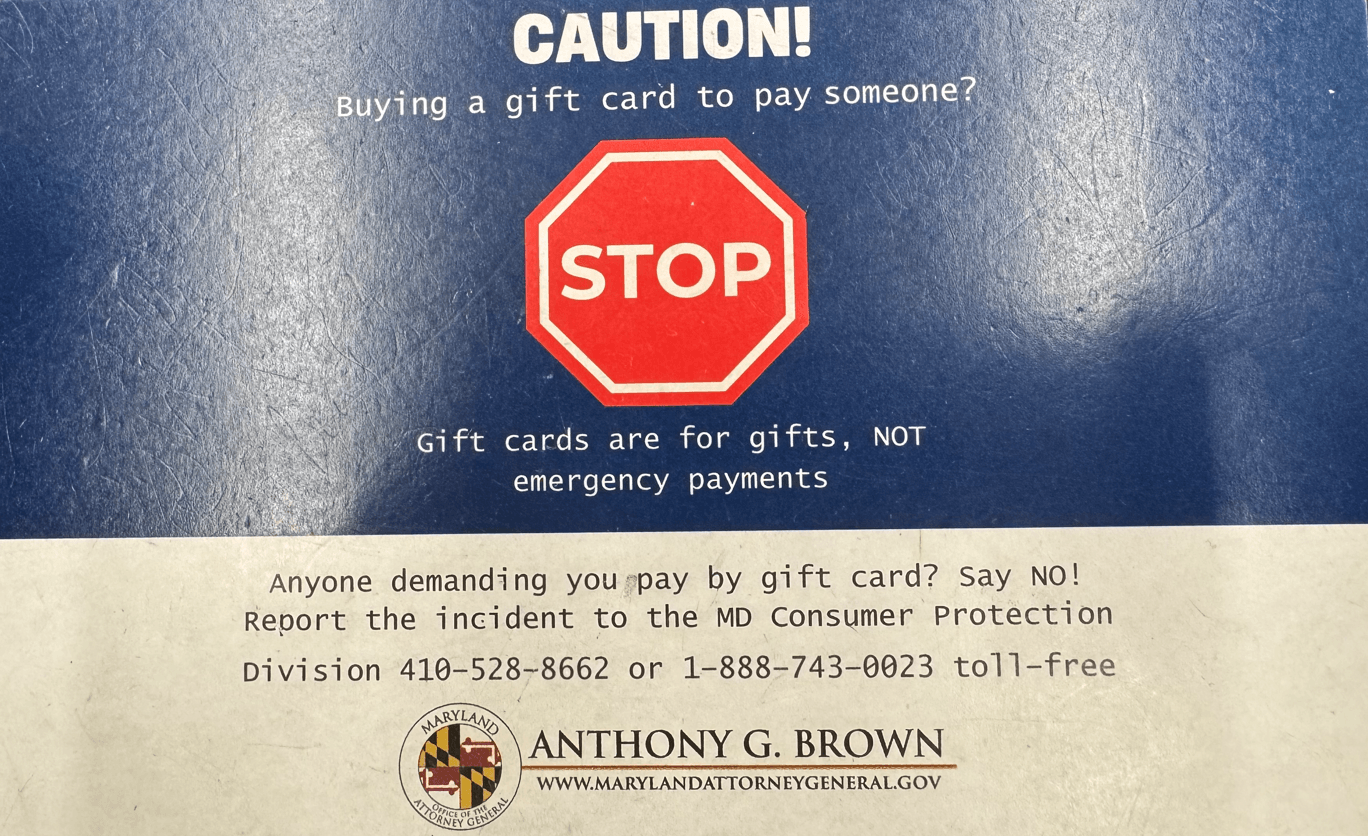 CAUTION!
Buying a gift card to pay someone?
STOP
Gift cards are for gifts, NOT
emergency payments
Anyone demanding you pay by gift card? Say NO!
Report the incident to the MD Consumer Protection
Division 410-528-8662 or 1-888-743-0023 toll-free
MARYLAND
OFFICE OF THE
ATTORNEY GENERAL
ANTHONY G. BROWN
WWW.MARYLANDATTORNEYGENERAL.GOV